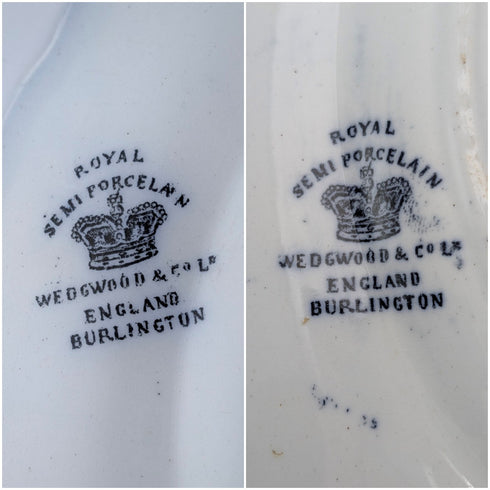 ROYAL
SEMI PORCELAIN
WEDGWOOD & CO LD
ENGLAND
BURLINGTON
ROYAL
SEMI PORCELAIN
WEDGWOOD & CO LD
ENGLAND
BURLINGTON